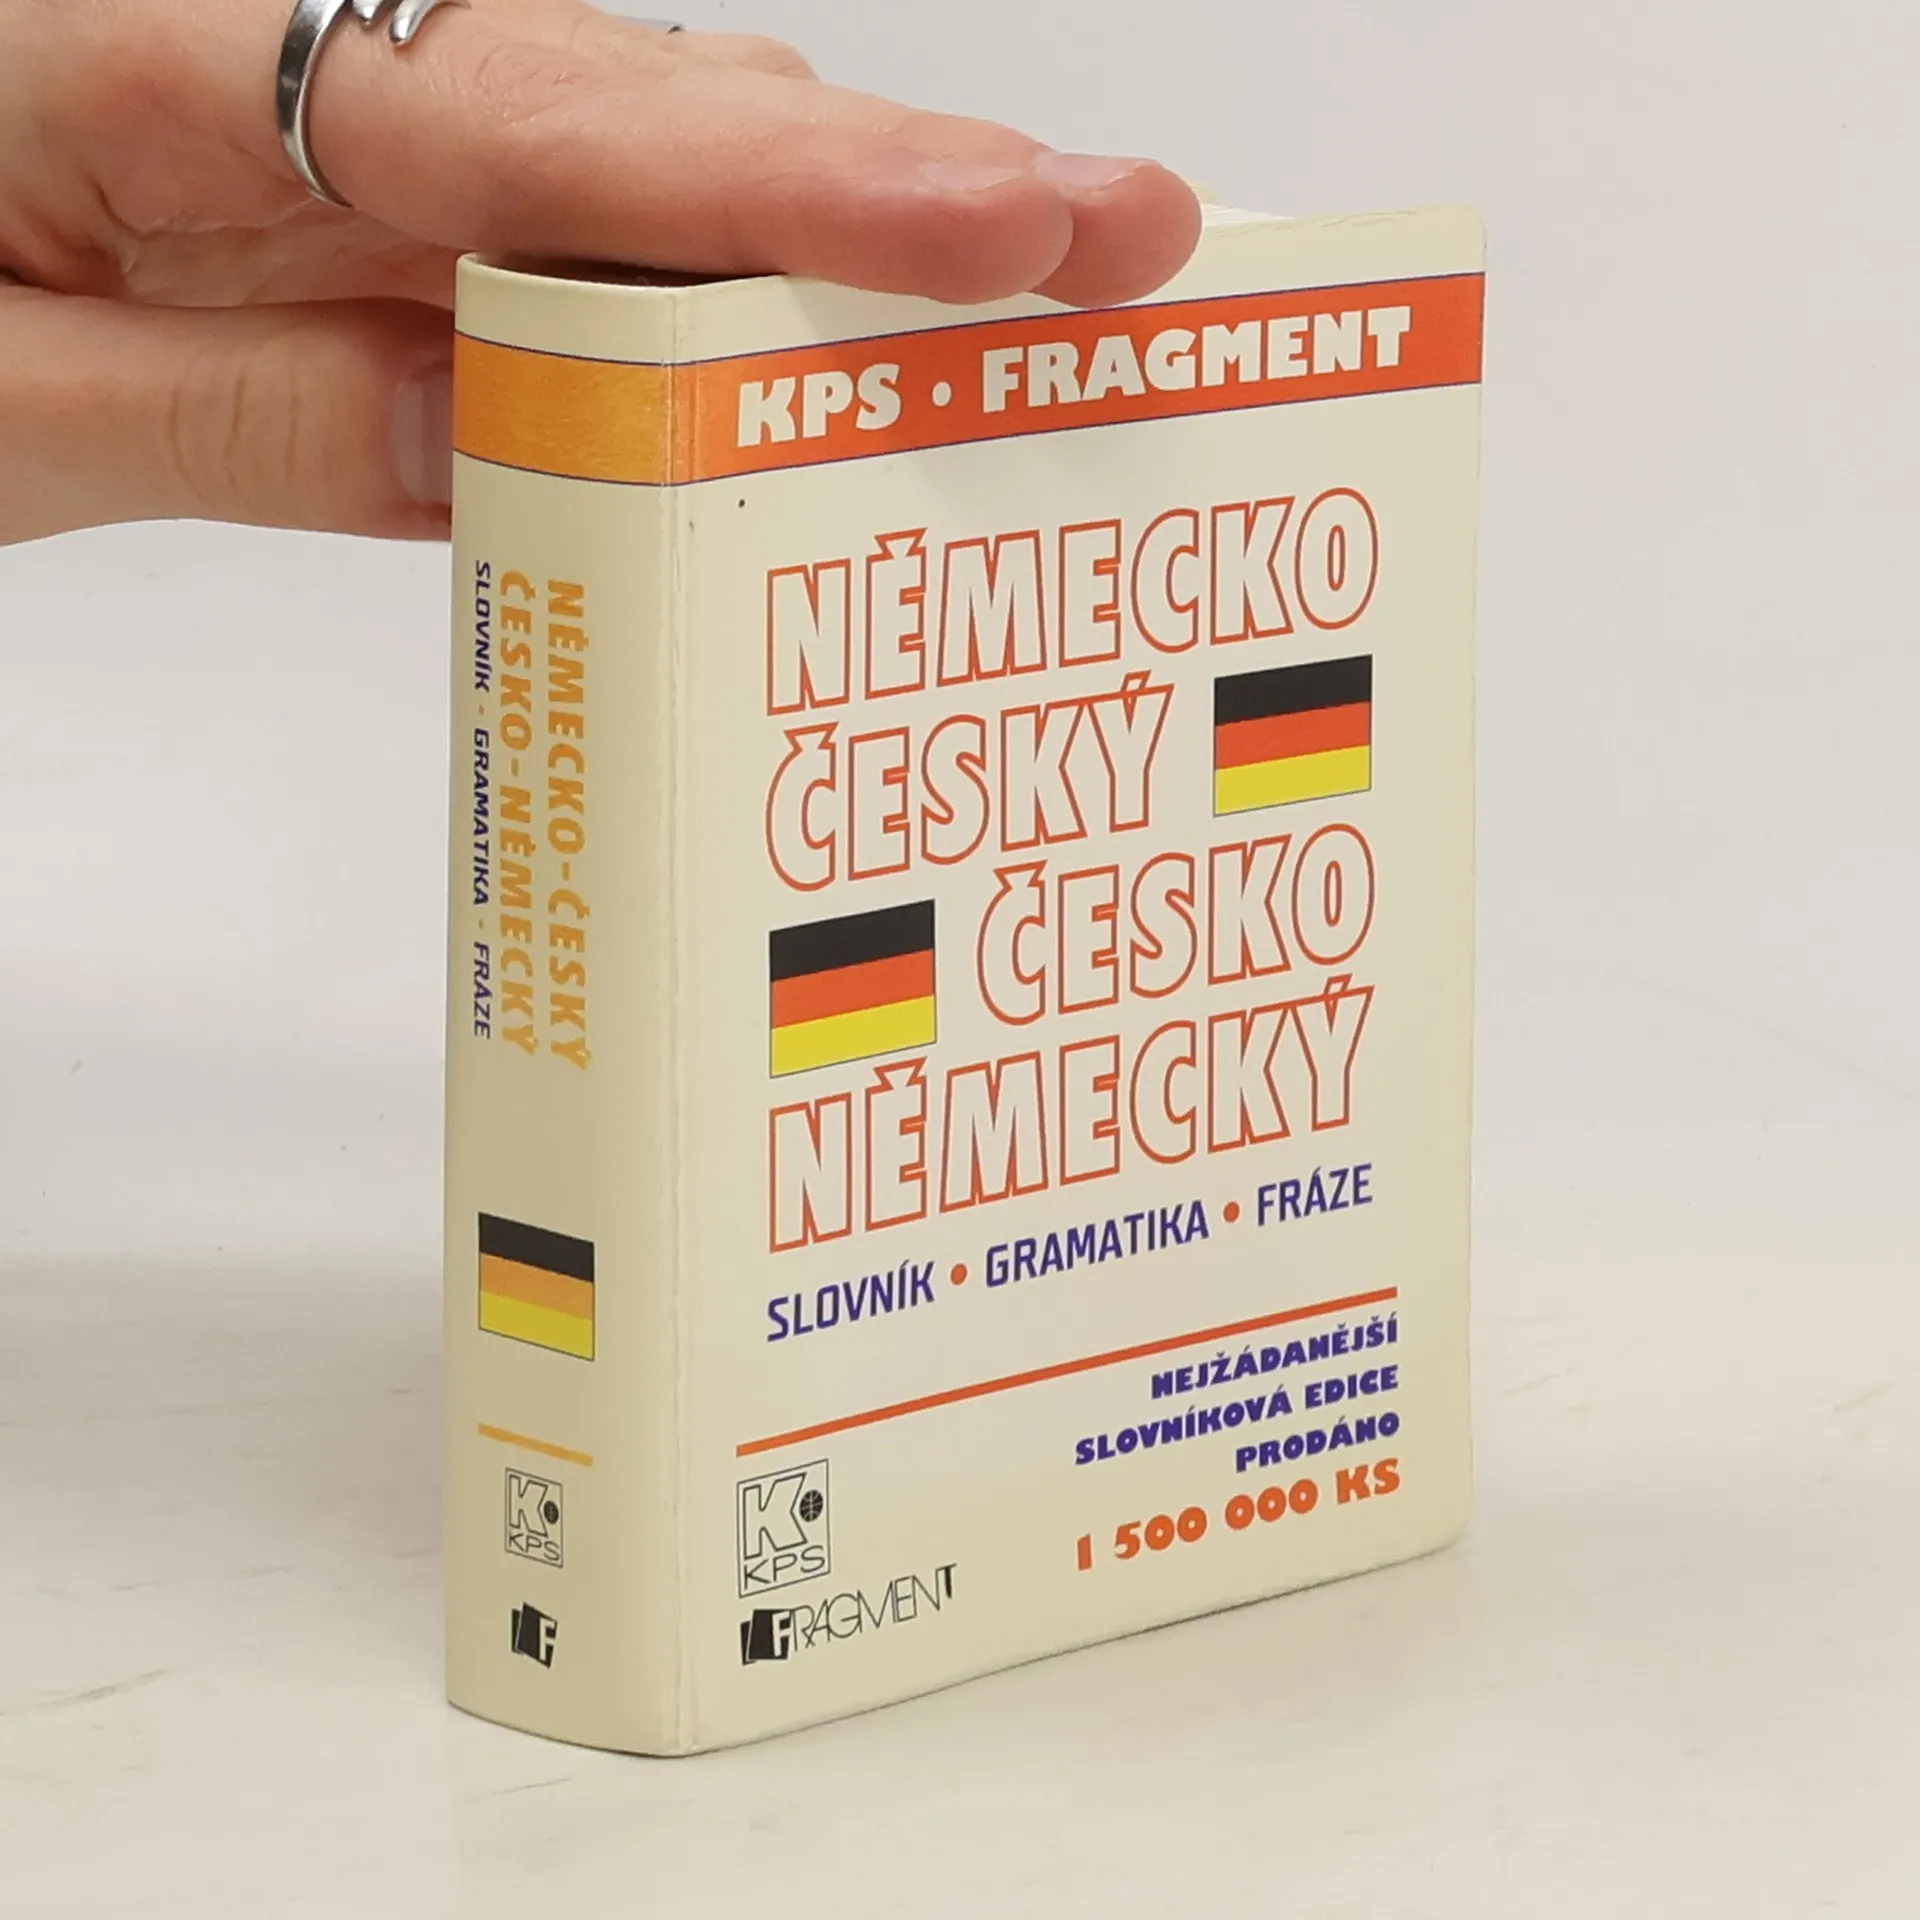 KPS • FRAGMENT
NĚMECKO
ČESKÝ
ČESKO
NĚMECKÝ
SLOVNÍK • GRAMATIKA • FRÁZE
NEJŽÁDANĚJŠÍ
SLOVNÍKOVÁ EDICE
PRODÁNO
1 500 000 KS
K
KPS
FRAGMENT
NĚMECKO-ČESKÝ
ČESKO-NĚMECKÝ
SLOVNÍK · GRAMATIKA · FRÁZE
K
KPS
F